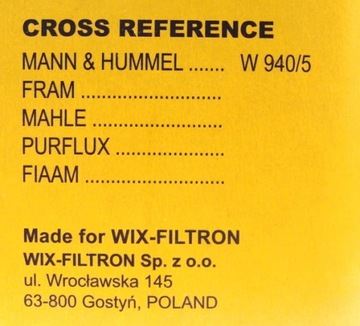 CROSS REFERENCE
MANN & HUMMEL ....... W 940/5
FRAM ..........................
MAHLE .........................
PURFLUX ....................
FIAAM .........................
Made for WIX-FILTRON
WIX-FILTRON Sp. z o.o.
ul. Wrocławska 145
63-800 Gostyń, POLAND